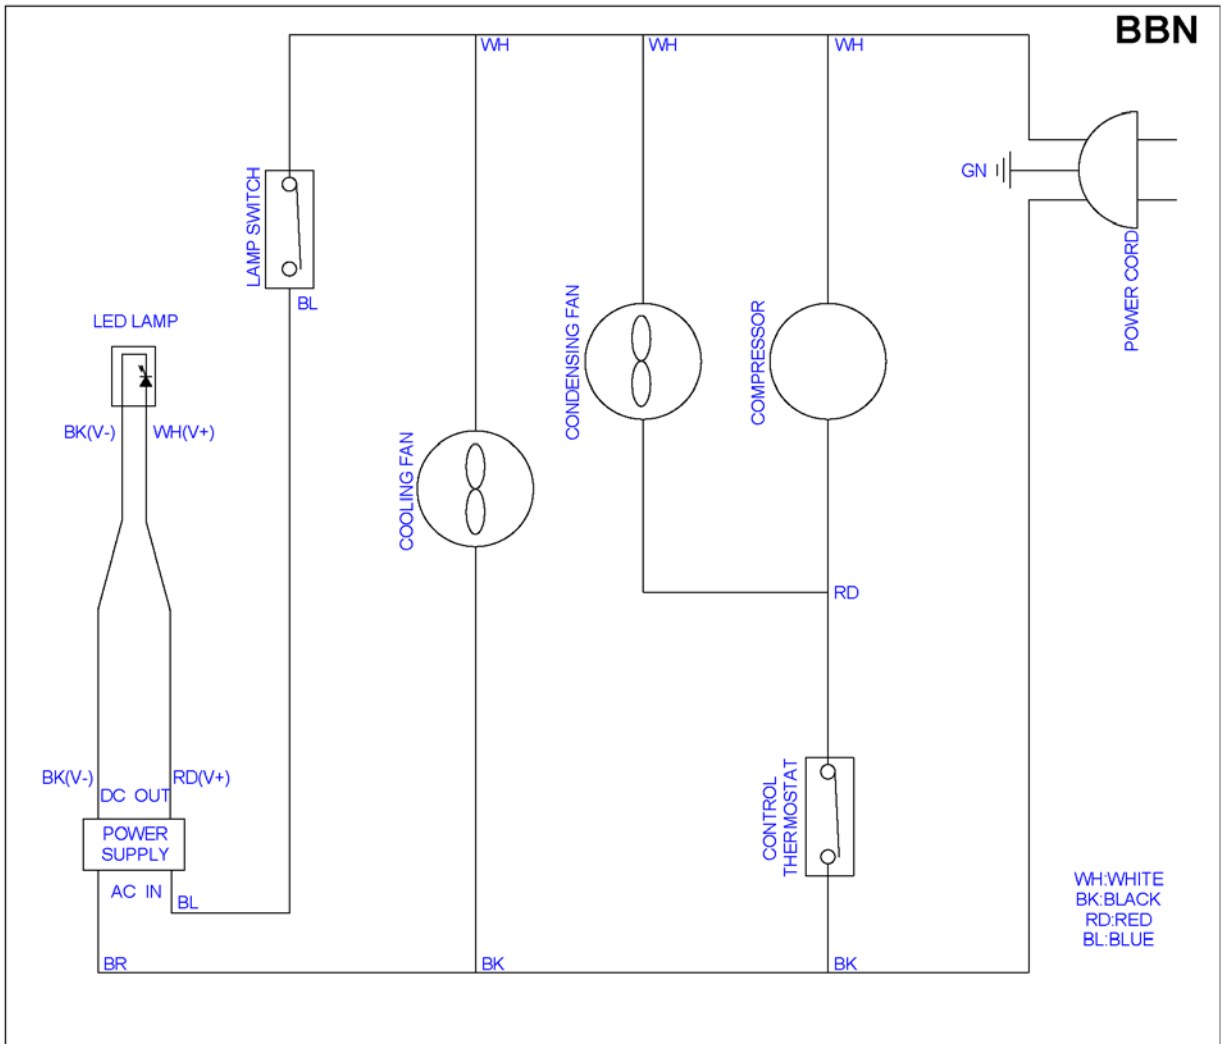 BBN
WH
WH
WH
GN
POWER CORD
LAMP SWITCH
BL
LED LAMP
BK(V-)
WH(V+)
CONDENSING FAN
COMPRESSOR
COOLING FAN
RD
BK(V-)
RD(V+)
DC OUT
POWER
SUPPLY
AC IN
BL
CONTROL
THERMOSTAT
BR
BK
BK
WH:WHITE
BK:BLACK
RD:RED
BL:BLUE